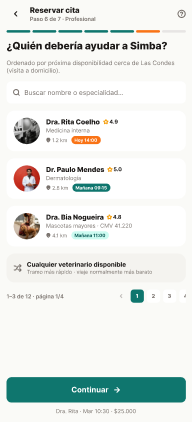 Reservar cita
Paso 6 de 7 · Profesional
¿Quién debería ayudar a Simba?
Ordenado por próxima disponibilidad cerca de Las Condes
(visita a domicilio).
Buscar nombre o especialidad...
Dra. Rita Coelho 4.9
Medicina interna
1.2 km Hoy 14:00
Dr. Paulo Mendes 5.0
Dermatología
2.8 km Mañana 09:15
Dra. Bia Nogueira 4.8
Mascotas mayores · CMV 41.220
4.1 km Mañana 11:00
Cualquier veterinario disponible
Tramo más rápido · viaje normalmente más barato
1–3 de 12 · página 1/4
1 2 3
Continuar
Dra. Rita · Mar 10:30 · $25.000